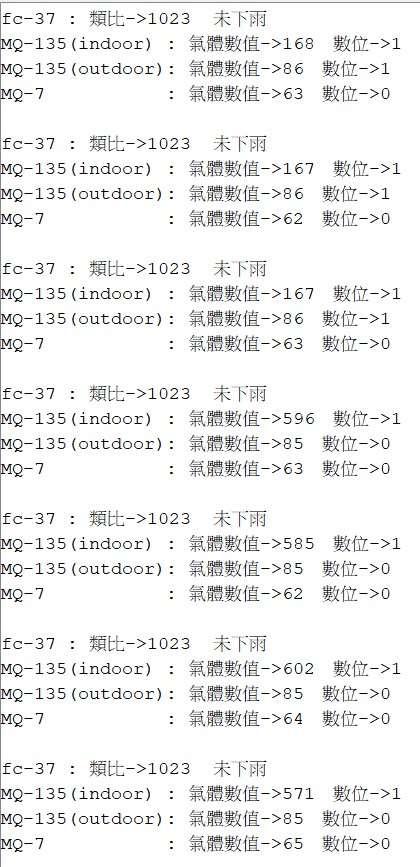 fc-37 : 類比->1023  未下雨
MQ-135(indoor) : 氣體數值->168  數位->1
MQ-135(outdoor): 氣體數值->86  數位->1
MQ-7           : 氣體數值->63  數位->0

fc-37 : 類比->1023  未下雨
MQ-135(indoor) : 氣體數值->167  數位->1
MQ-135(outdoor): 氣體數值->86  數位->1
MQ-7           : 氣體數值->62  數位->0

fc-37 : 類比->1023  未下雨
MQ-135(indoor) : 氣體數值->167  數位->1
MQ-135(outdoor): 氣體數值->86  數位->1
MQ-7           : 氣體數值->63  數位->0

fc-37 : 類比->1023  未下雨
MQ-135(indoor) : 氣體數值->596  數位->1
MQ-135(outdoor): 氣體數值->85  數位->0
MQ-7           : 氣體數值->63  數位->0

fc-37 : 類比->1023  未下雨
MQ-135(indoor) : 氣體數值->585  數位->1
MQ-135(outdoor): 氣體數值->85  數位->0
MQ-7           : 氣體數值->62  數位->0

fc-37 : 類比->1023  未下雨
MQ-135(indoor) : 氣體數值->602  數位->1
MQ-135(outdoor): 氣體數值->85  數位->0
MQ-7           : 氣體數值->64  數位->0

fc-37 : 類比->1023  未下雨
MQ-135(indoor) : 氣體數值->571  數位->1
MQ-135(outdoor): 氣體數值->85  數位->0
MQ-7           : 氣體數值->65  數位->0